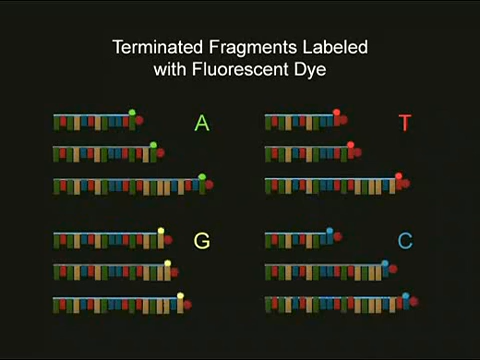 Terminated Fragments Labeled
with Fluorescent Dye
A
T
G
C